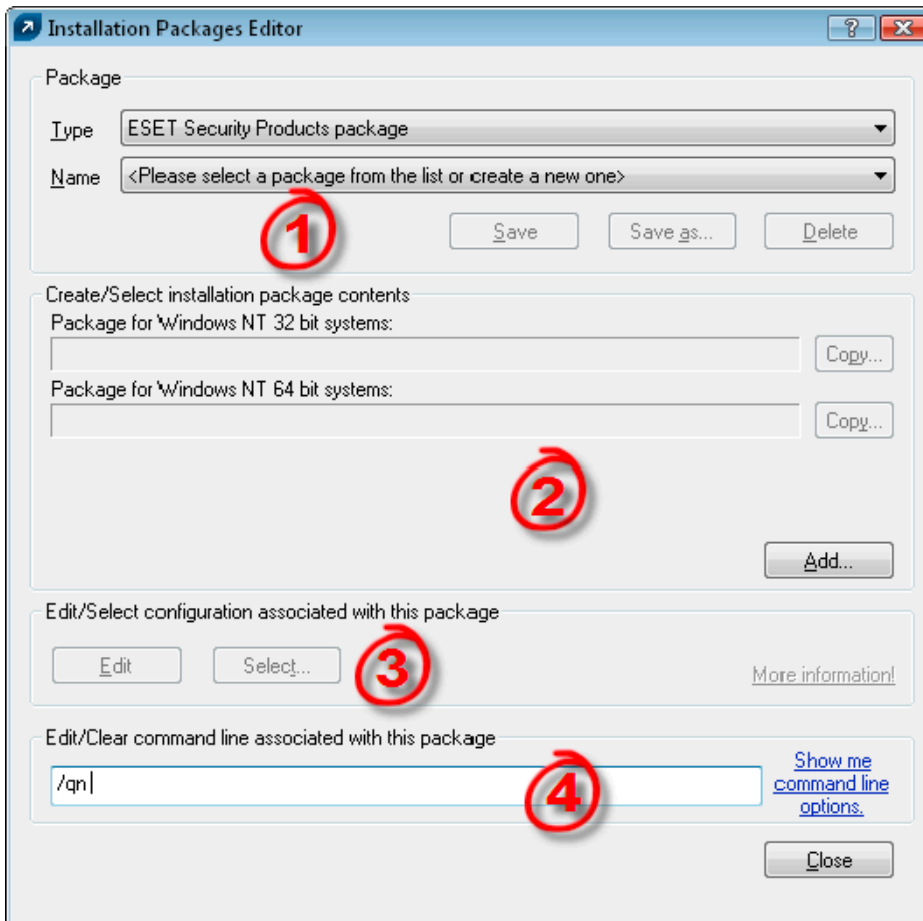 Installation Packages Editor
?
Package
Type ESET Security Products package
Name <Please select a package from the list or create a new one>
1
Save Save as... Delete
Create/Select installation package contents
Package for Windows NT 32 bit systems:
Copy...
Package for Windows NT 64 bit systems:
Copy...
2
Add...
Edit/Select configuration associated with this package
Edit Select... 3 More information!
Edit/Clear command line associated with this package
/qn 4
Show me
command line
options.
Close